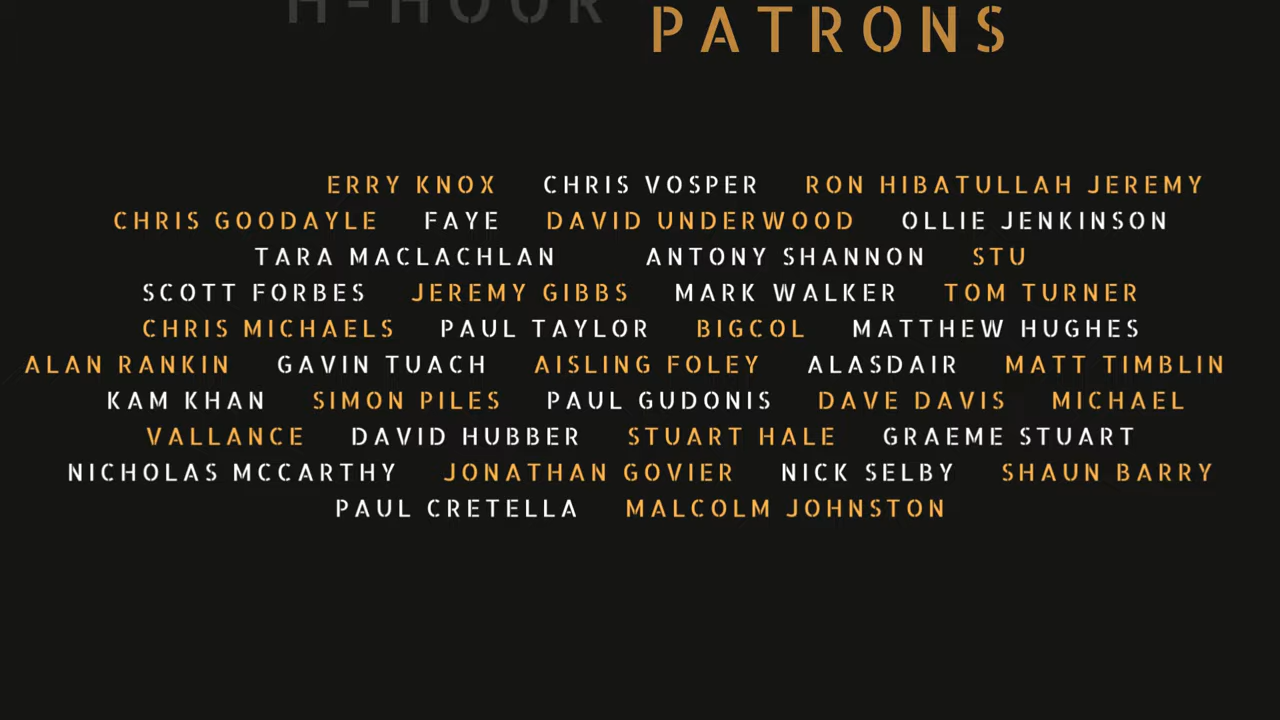 H-HOUR PATRONS
ERRY KNOX CHRIS VOSPER RON HIBATULLAH JEREMY
CHRIS GOODAYLE FAYE DAVID UNDERWOOD OLLIE JENKINSON
TARA MACLACHLAN ANTONY SHANNON STU
SCOTT FORBES JEREMY GIBBS MARK WALKER TOM TURNER
CHRIS MICHAELS PAUL TAYLOR BIGCOL MATTHEW HUGHES
ALAN RANKIN GAVIN TUACH AISLING FOLEY ALASDAIR MATT TIMBLIN
KAM KHAN SIMON PILES PAUL GUDONIS DAVE DAVIS MICHAEL
VALLANCE DAVID HUBBER STUART HALE GRAEME STUART
NICHOLAS MCCARTHY JONATHAN GOVIER NICK SELBY SHAUN BARRY
PAUL CRETELLA MALCOLM JOHNSTON